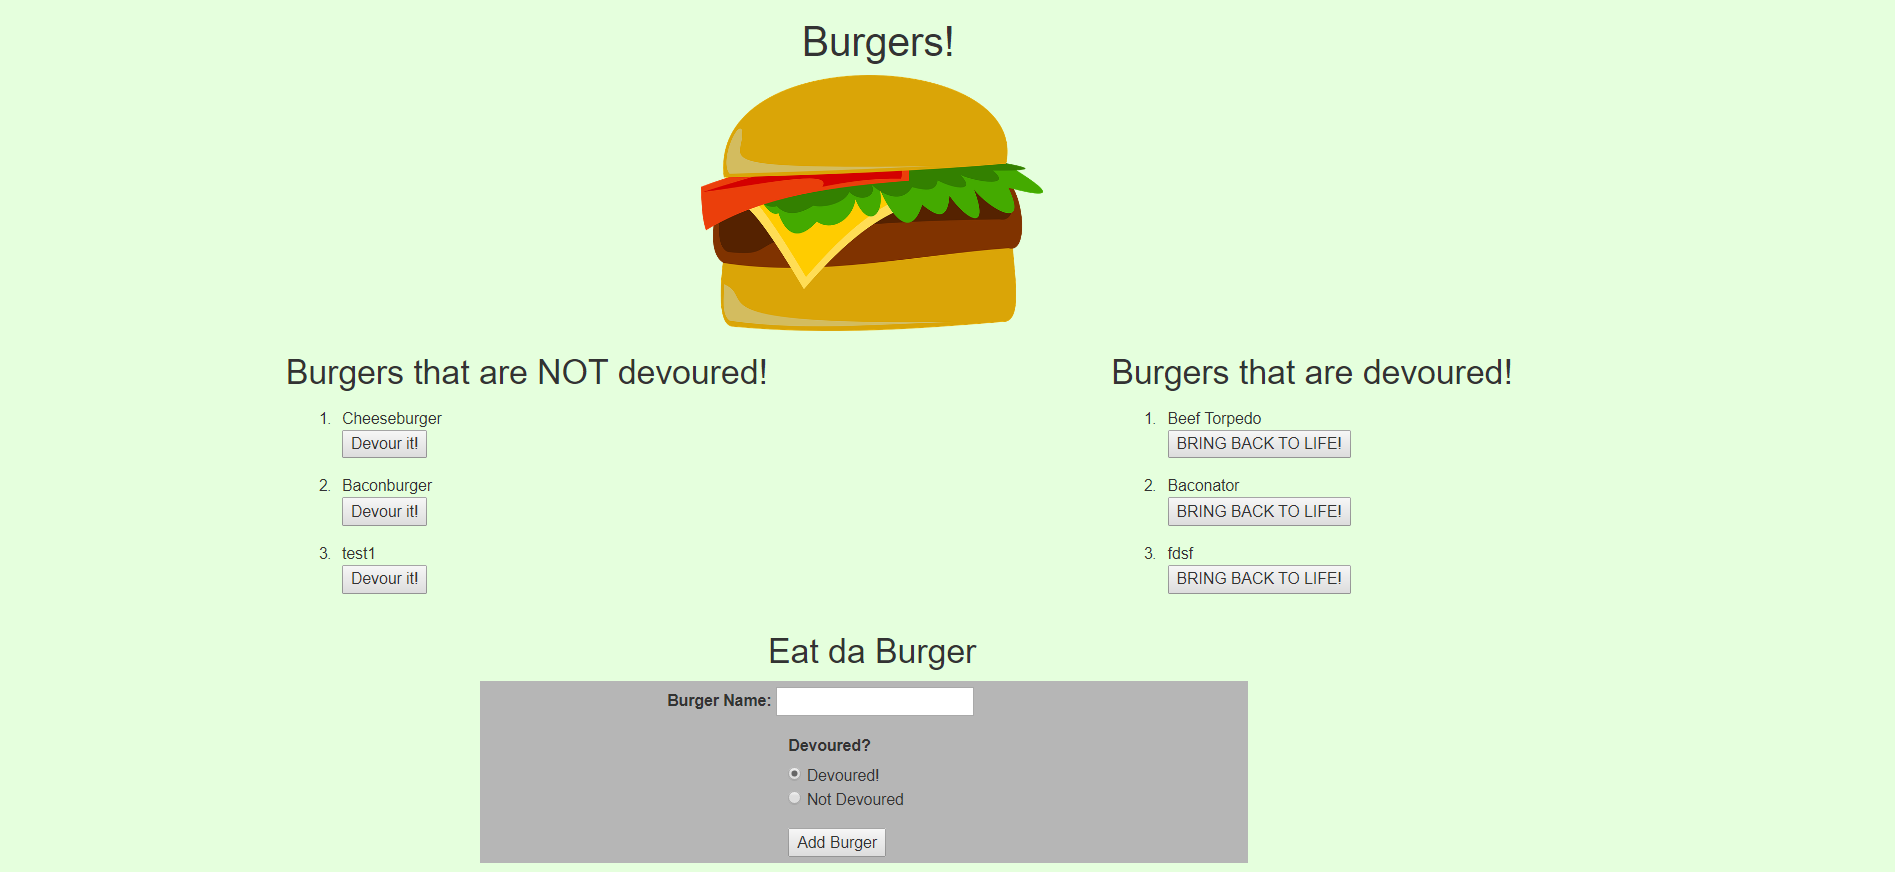 Burgers!
Burgers that are NOT devoured!
1. Cheeseburger
Devour it!
2. Baconburger
Devour it!
3. test1
Devour it!
Burgers that are devoured!
1. Beef Torpedo
BRING BACK TO LIFE!
2. Baconator
BRING BACK TO LIFE!
3. fdsf
BRING BACK TO LIFE!
Eat da Burger
Burger Name:
Devoured?
Devoured!
Not Devoured
Add Burger